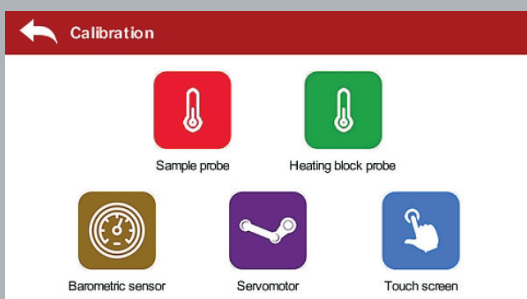 Calibration
Sample probe
Heating block probe
Barometric sensor
Servomotor
Touch screen